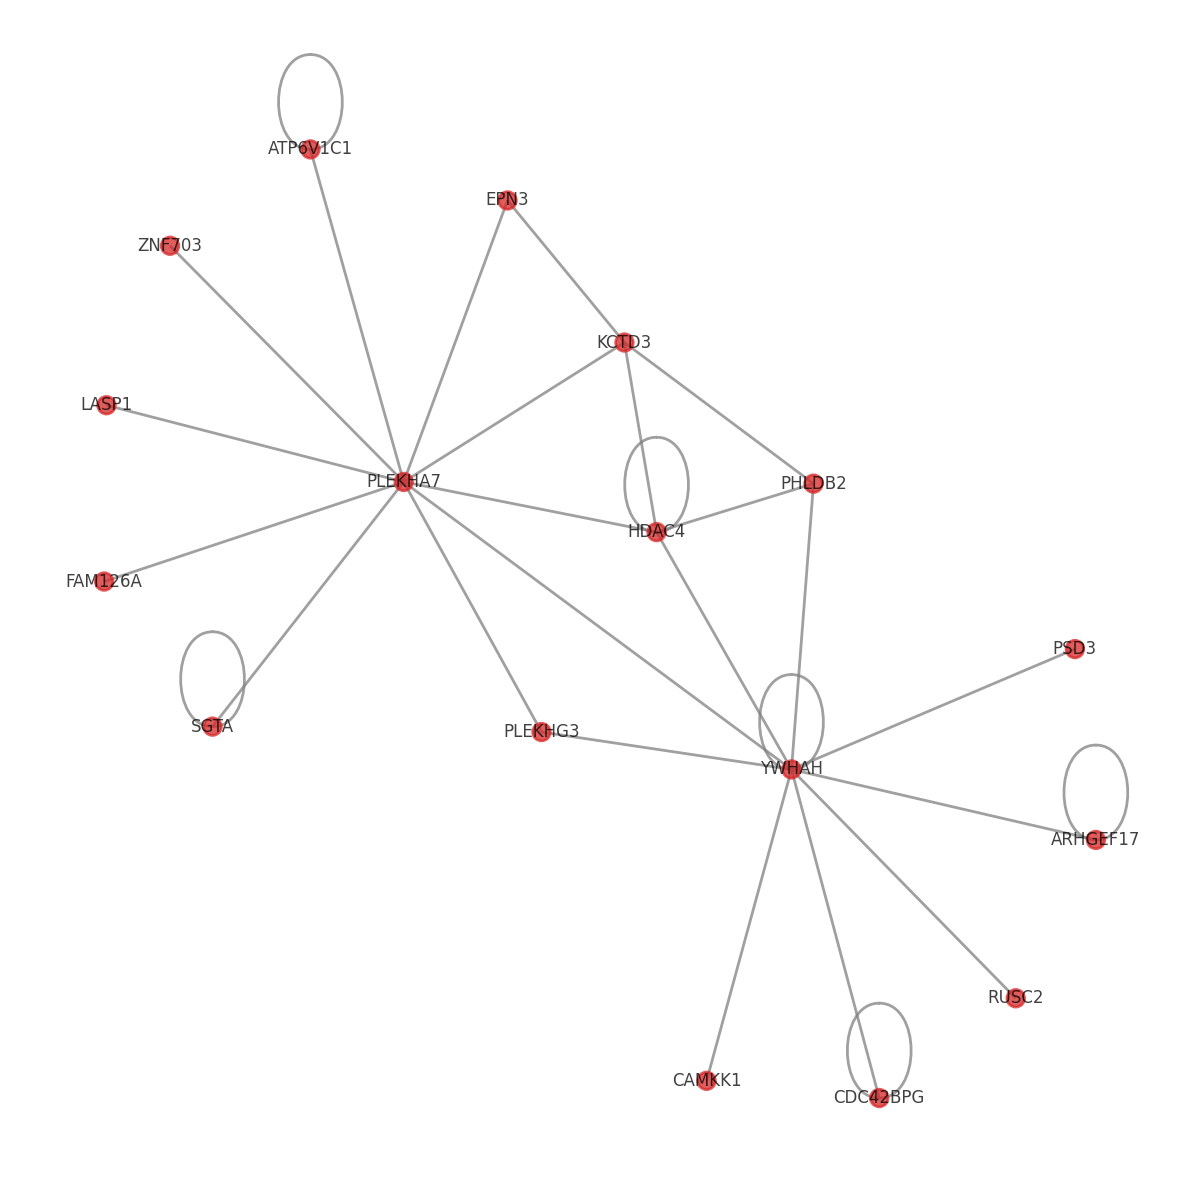 ATP6V1C1
EPN3
ZNF703
KCTD3
LASP1
PLEKHA7
PHLDB2
HDAC4
FAM126A
PSD3
SGTA
PLEKHG3
YWHAH
ARHGEF17
RUSC2
CAMKK1
CDC42BPG